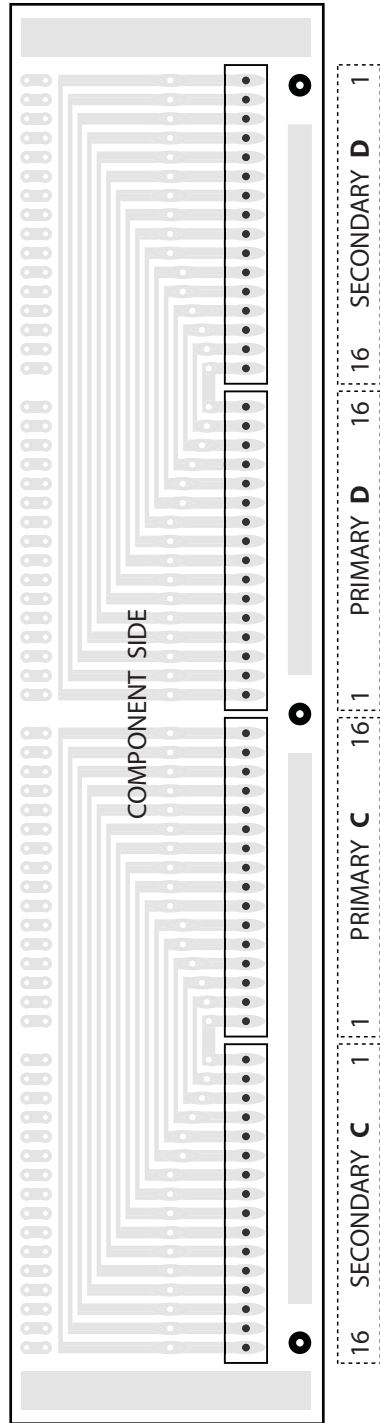 COMPONENT SIDE
16 SECONDARY D 1
1 PRIMARY D 16
1 PRIMARY C 16
16 SECONDARY C 1